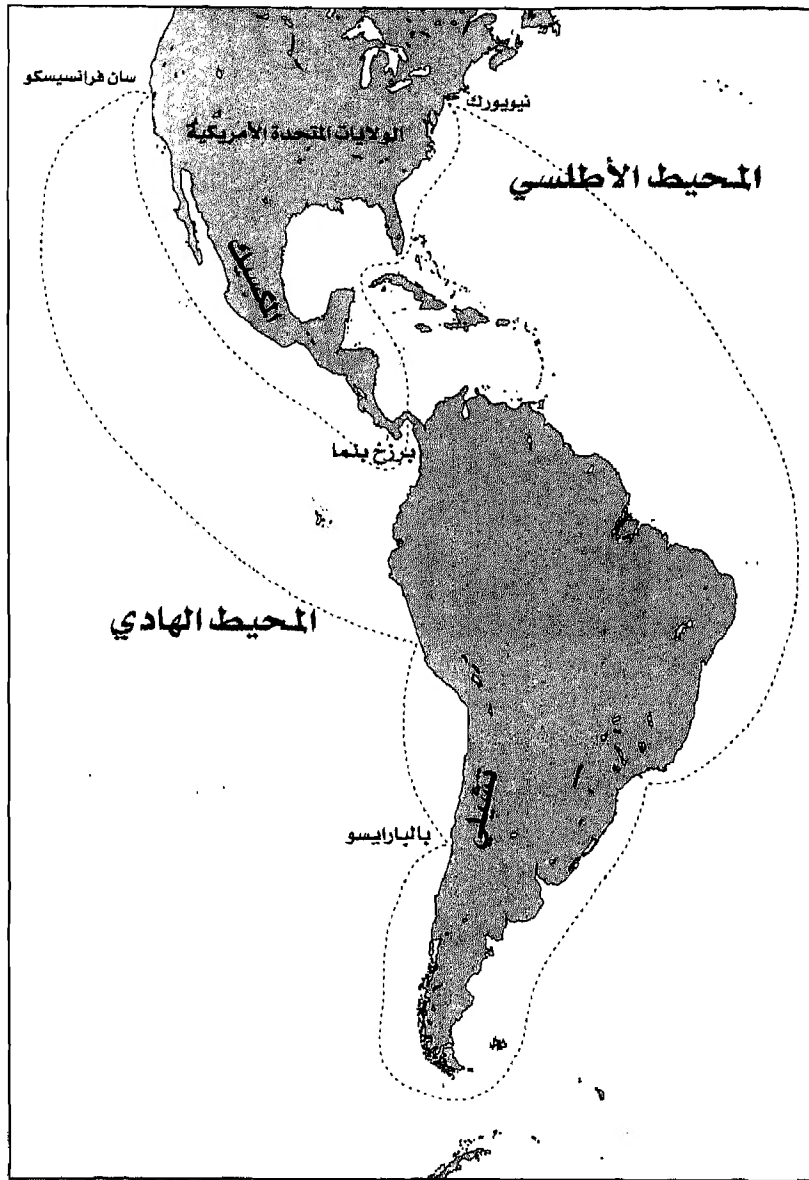 سان فرانسيسكو
نيويورك
الولايات المتحدة الأمريكية
المحيط الأطلسي
المكسيك
برزخ بنما
المحيط الهادي
تشيلي
بالبارايسو